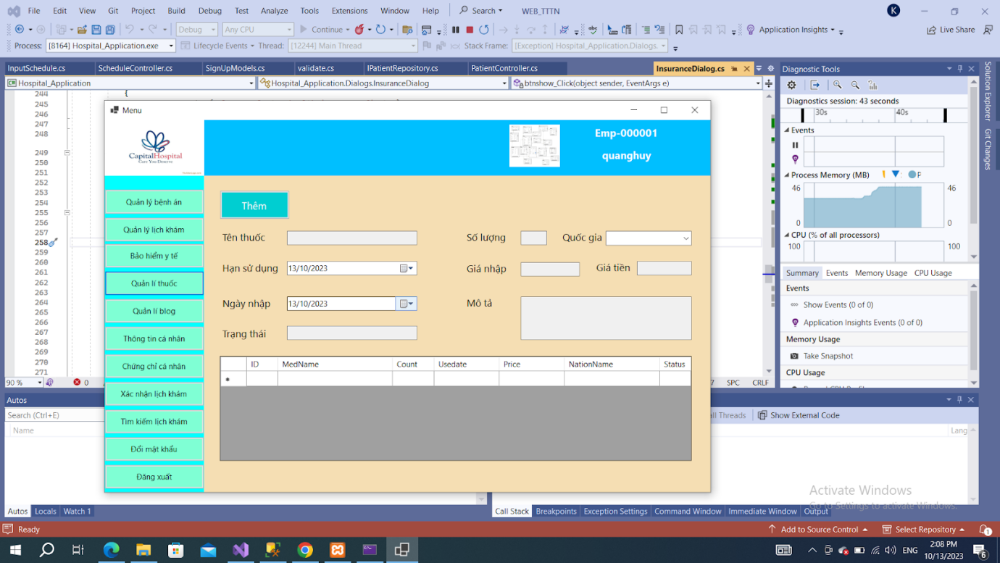 File Edit View Git Project Build Debug Test Analyze Tools Extensions Window Help Search WEB_TTTN K
Debug Any CPU Continue Application Insights Live Share
Process: [8164] Hospital_Application.exe Lifecycle Events Thread: [12244] Main Thread Stack Frame: [Exception] Hospital_Application.Dialogs.
InputSchedule.cs ScheduleController.cs SignUpModels.cs validate.cs IPatientRepository.cs PatientController.cs InsuranceDialog.cs
Hospital_Application Hospital_Application.Dialogs.InsuranceDialog btnshow_Click(object sender, EventArgs e)
244 {
245
246
247
248
249
250
251
252
253
254
255
256
257
258
259
260
261
262
263
264
265
266
267
268
269
270
271
90 % 0 SPC CRLF
Menu
CapitalHospital
Care You Deserve
Emp-000001
quanghuy
Quản lý bệnh án
Quản lý lịch khám
Bảo hiểm y tế
Quản lí thuốc
Quản lí blog
Thông tin cá nhân
Chứng chỉ cá nhân
Xác nhận lịch khám
Tìm kiếm lịch khám
Đổi mật khẩu
Đăng xuất
Thêm
Tên thuốc Số lượng Quốc gia
Hạn sử dụng 13/10/2023 Giá nhập Giá tiền
Ngày nhập 13/10/2023 Mô tả
Trạng thái
ID MedName Count Usedate Price NationName Status
*
Diagnostic Tools
Diagnostics session: 43 seconds
30s 40s
Events
Process Memory (MB) P
46 46
0 0
CPU (% of all processors)
100 100
Summary Events Memory Usage CPU Usage
Events
Show Events (0 of 0)
Application Insights Events (0 of 0)
Memory Usage
Take Snapshot
CPU Usage
Solution Explorer
Git Changes
Autos
Search (Ctrl+E)
Name
Threads Show External Code
Lang
Autos Locals Watch 1
Call Stack Breakpoints Exception Settings Command Window Immediate Window Output
Activate Windows
Go to Settings to activate Windows.
Ready Add to Source Control Select Repository 1
ENG 2:08 PM
10/13/2023 6